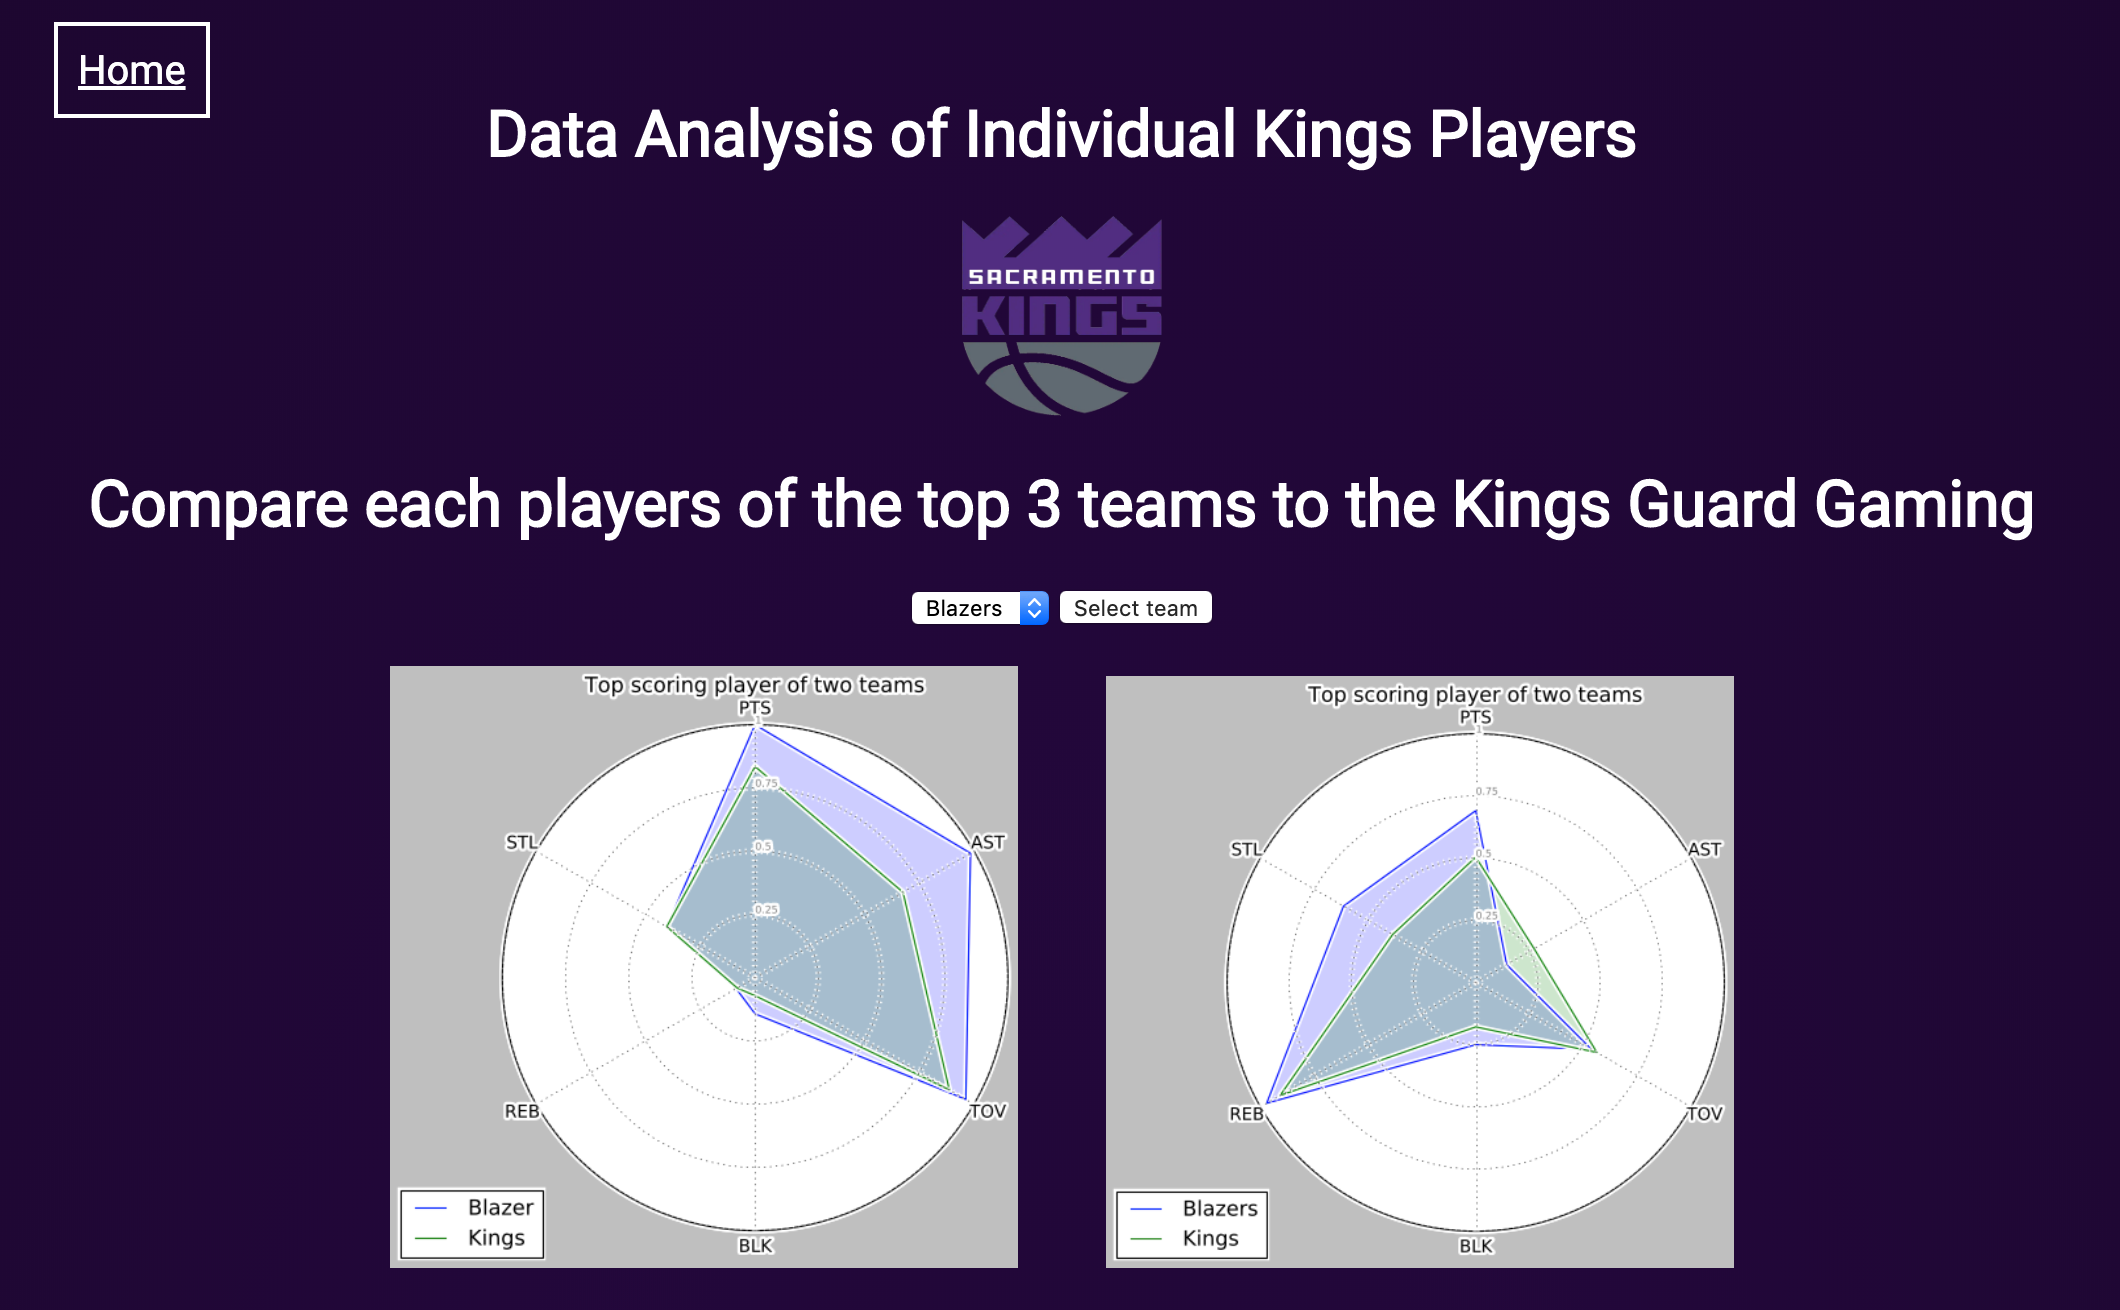 Home
Data Analysis of Individual Kings Players
SACRAMENTO
KINGS
Compare each players of the top 3 teams to the Kings Guard Gaming
Blazers Select team
Top scoring player of two teams
PTS
1
0.75
STL
AST
0.5
0.25
REB
TOV
BLK
Blazer
Kings
Top scoring player of two teams
PTS
1
0.75
STL
AST
0.5
0.25
REB
TOV
BLK
Blazers
Kings